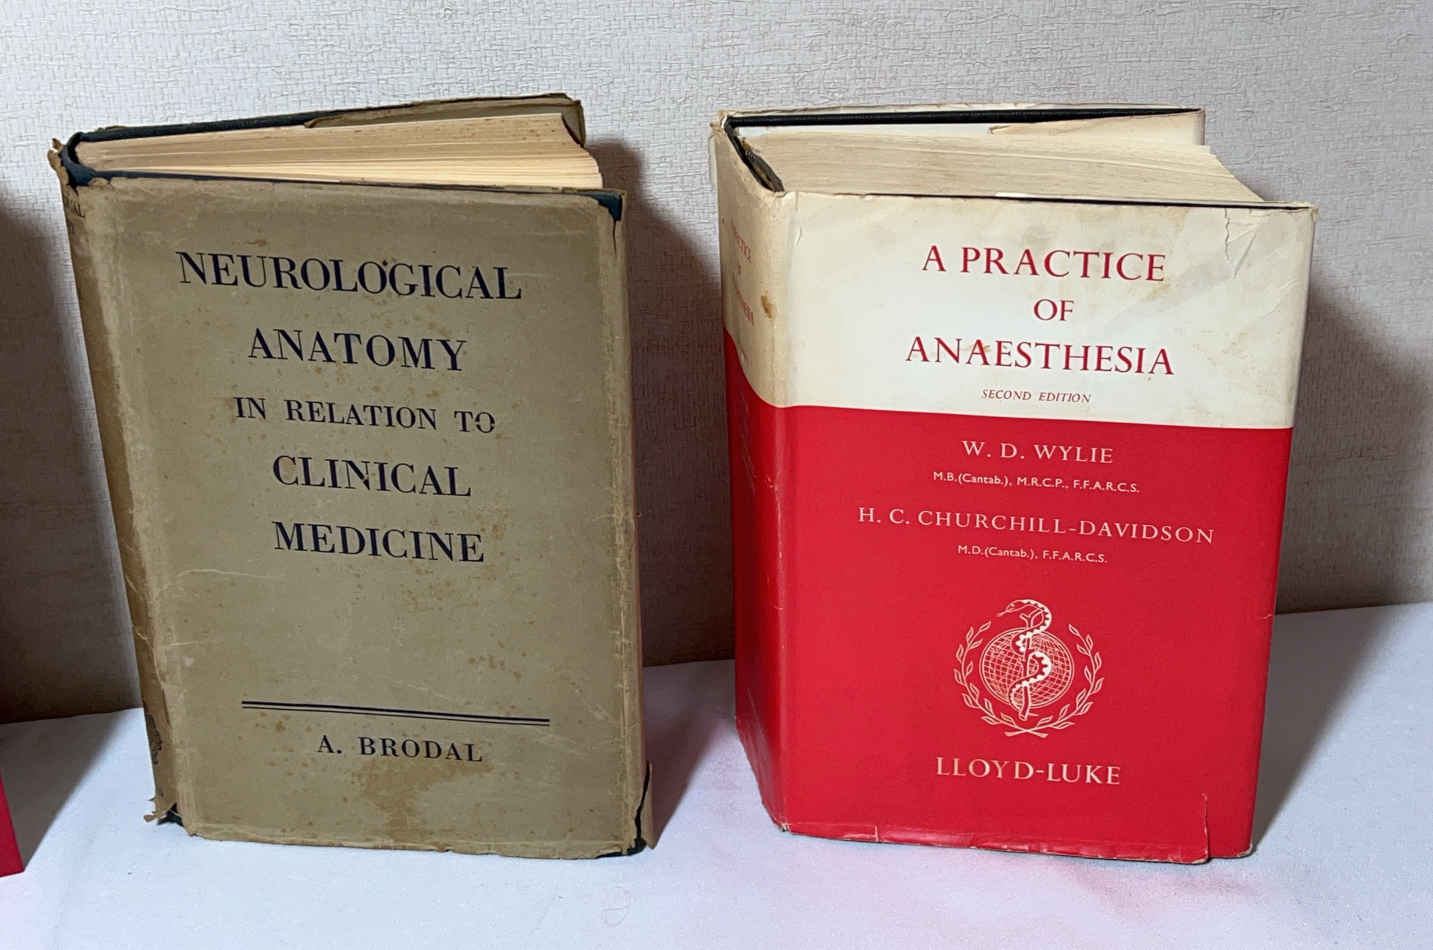 NEUROLOGICAL
ANATOMY
IN RELATION TO
CLINICAL
MEDICINE
A. BRODAL
A PRACTICE
OF
ANAESTHESIA
SECOND EDITION
W. D. WYLIE
M.B.(Cantab.), M.R.C.P., F.F.A.R.C.S.
H. C. CHURCHILL-DAVIDSON
M.D.(Cantab.), F.F.A.R.C.S.
LLOYD-LUKE